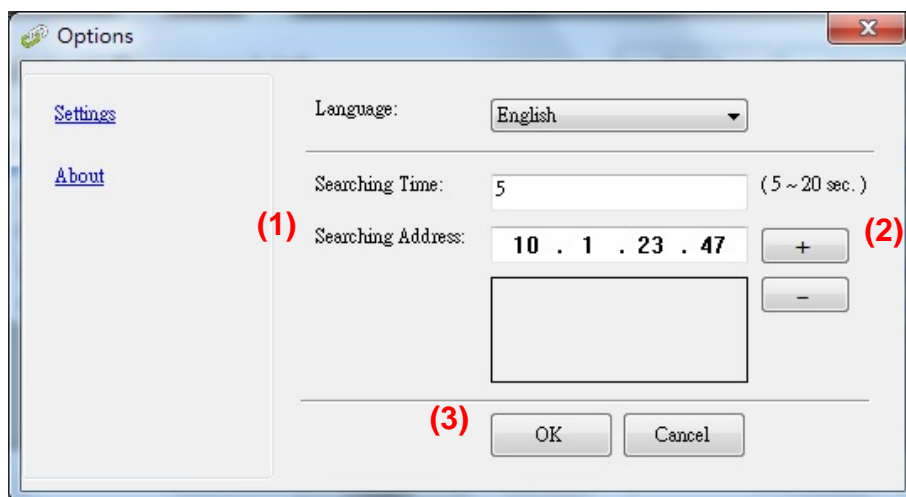 Options
X
Settings
About
Language:
English
Searching Time:
5
( 5 ~ 20 sec. )
(1)
Searching Address:
10 . 1 . 23 . 47
+
(2)
-
(3)
OK
Cancel